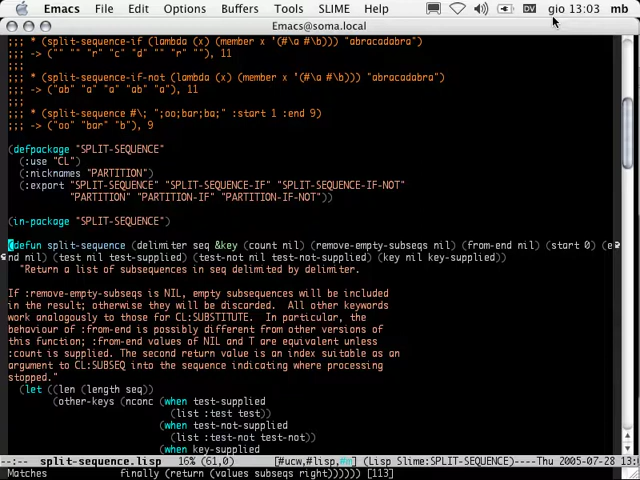 Emacs File Edit Options Buffers Tools SLIME Help DV gio 13:03 mb
Emacs@soma.local
;;; * (split-sequence-if (lambda (x) (member x '(#\a #\b))) "abracadabra")
;;; -> ("" "" "r" "c" "d" "" "r" "" ""), 11
;;;
;;; * (split-sequence-if-not (lambda (x) (member x '(#\a #\b))) "abracadabra")
;;; -> ("ab" "a" "a" "ab" "a"), 11
;;;
;;; * (split-sequence #\; ";oo;bar;ba;" :start 1 :end 9)
;;; -> ("oo" "bar" "b"), 9
(defpackage "SPLIT-SEQUENCE"
(:use "CL")
(:nicknames "PARTITION")
(:export "SPLIT-SEQUENCE" "SPLIT-SEQUENCE-IF" "SPLIT-SEQUENCE-IF-NOT"
"PARTITION" "PARTITION-IF" "PARTITION-IF-NOT"))
(in-package "SPLIT-SEQUENCE")
(defun split-sequence (delimiter seq &key (count nil) (remove-empty-subseqs nil) (from-end nil) (start 0) (e
nd nil) (test nil test-supplied) (test-not nil test-not-supplied) (key nil key-supplied))
"Return a list of subsequences in seq delimited by delimiter.
If :remove-empty-subseqs is NIL, empty subsequences will be included
in the result; otherwise they will be discarded. All other keywords
work analogously to those for CL:SUBSTITUTE. In particular, the
behaviour of :from-end is possibly different from other versions of
this function; :from-end values of NIL and T are equivalent unless
:count is supplied. The second return value is an index suitable as an
argument to CL:SUBSEQ into the sequence indicating where processing
stopped."
(let ((len (length seq))
(other-keys (nconc (when test-supplied
(list :test test))
(when test-not-supplied
(list :test-not test-not))
(when key-supplied
--:-- split-sequence.lisp 16% (61,0) [#ucw,#lisp,#m] (Lisp Slime:SPLIT-SEQUENCE)----Thu 2005-07-28 13:0
Matches finally (return (values subseqs right)))))) [113]